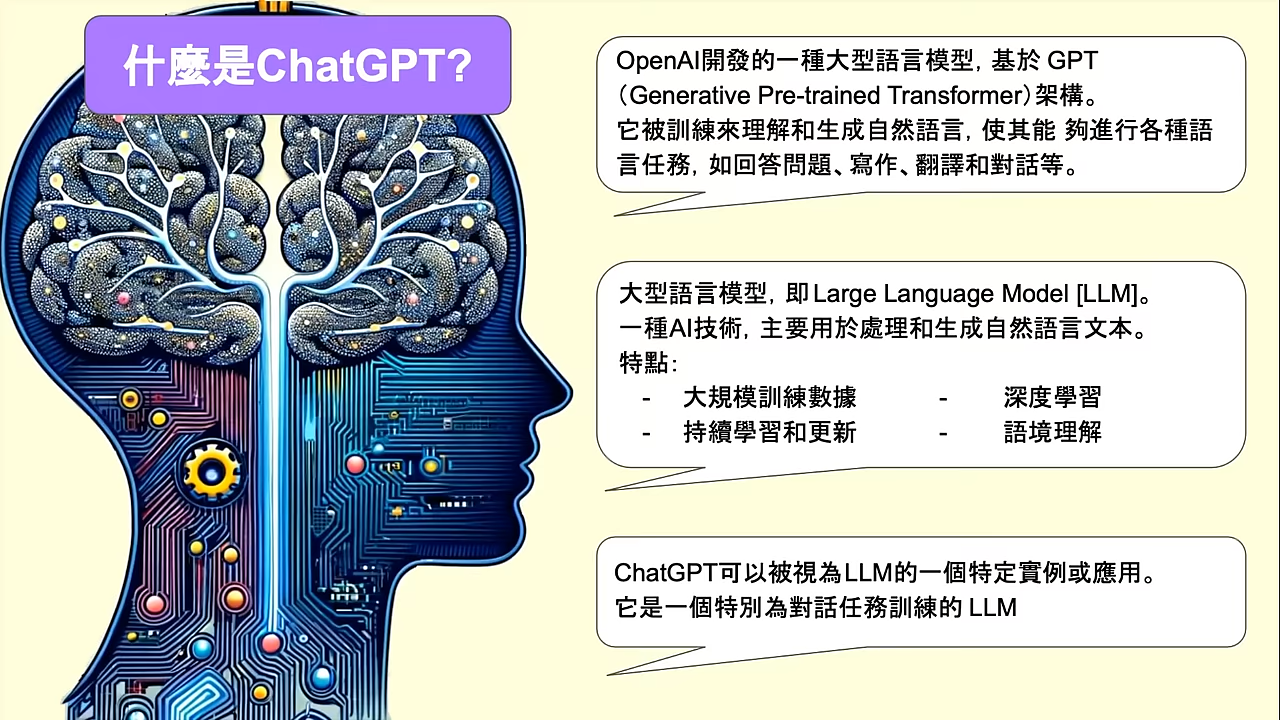 什麼是ChatGPT?
OpenAI開發的一種大型語言模型，基於 GPT
（Generative Pre-trained Transformer）架構。
它被訓練來理解和生成自然語言，使其能 夠進行各種語
言任務，如回答問題、寫作、翻譯和對話等。
大型語言模型，即Large Language Model [LLM]。
一種AI技術，主要用於處理和生成自然語言文本。
特點：
- 大規模訓練數據 - 深度學習
- 持續學習和更新 - 語境理解
ChatGPT可以被視為LLM的一個特定實例或應用。
它是一個特別為對話任務訓練的 LLM